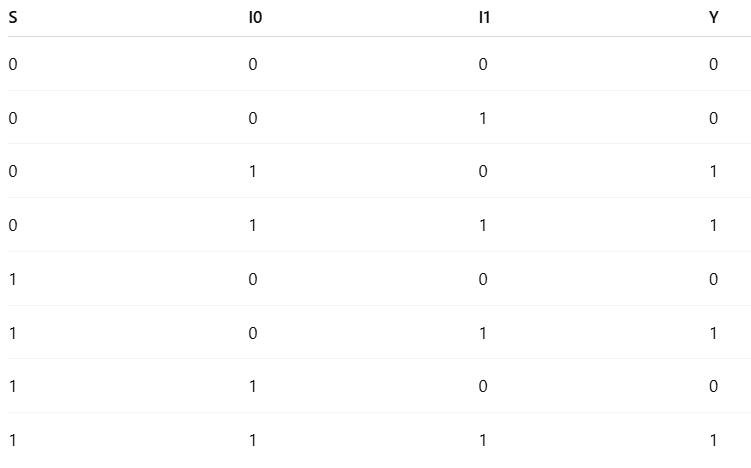 S I0 I1 Y
0 0 0 0
0 0 1 0
0 1 0 1
0 1 1 1
1 0 0 0
1 0 1 1
1 1 0 0
1 1 1 1